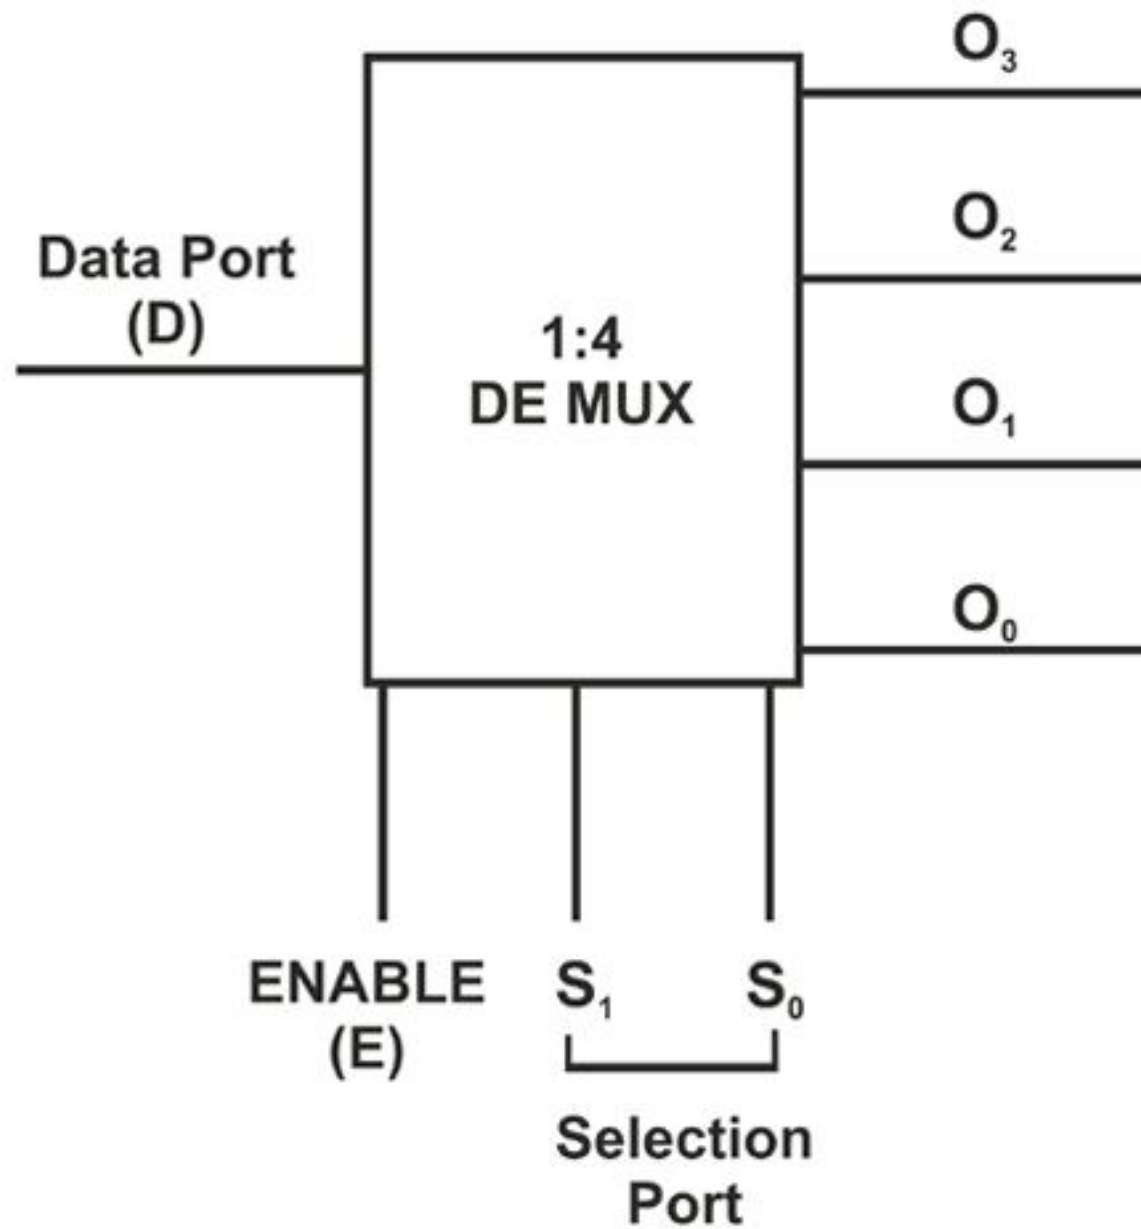 O₃
O₂
Data Port
(D)
1:4
DE MUX
O₁
O₀
ENABLE
(E)
S₁
S₀
Selection
Port